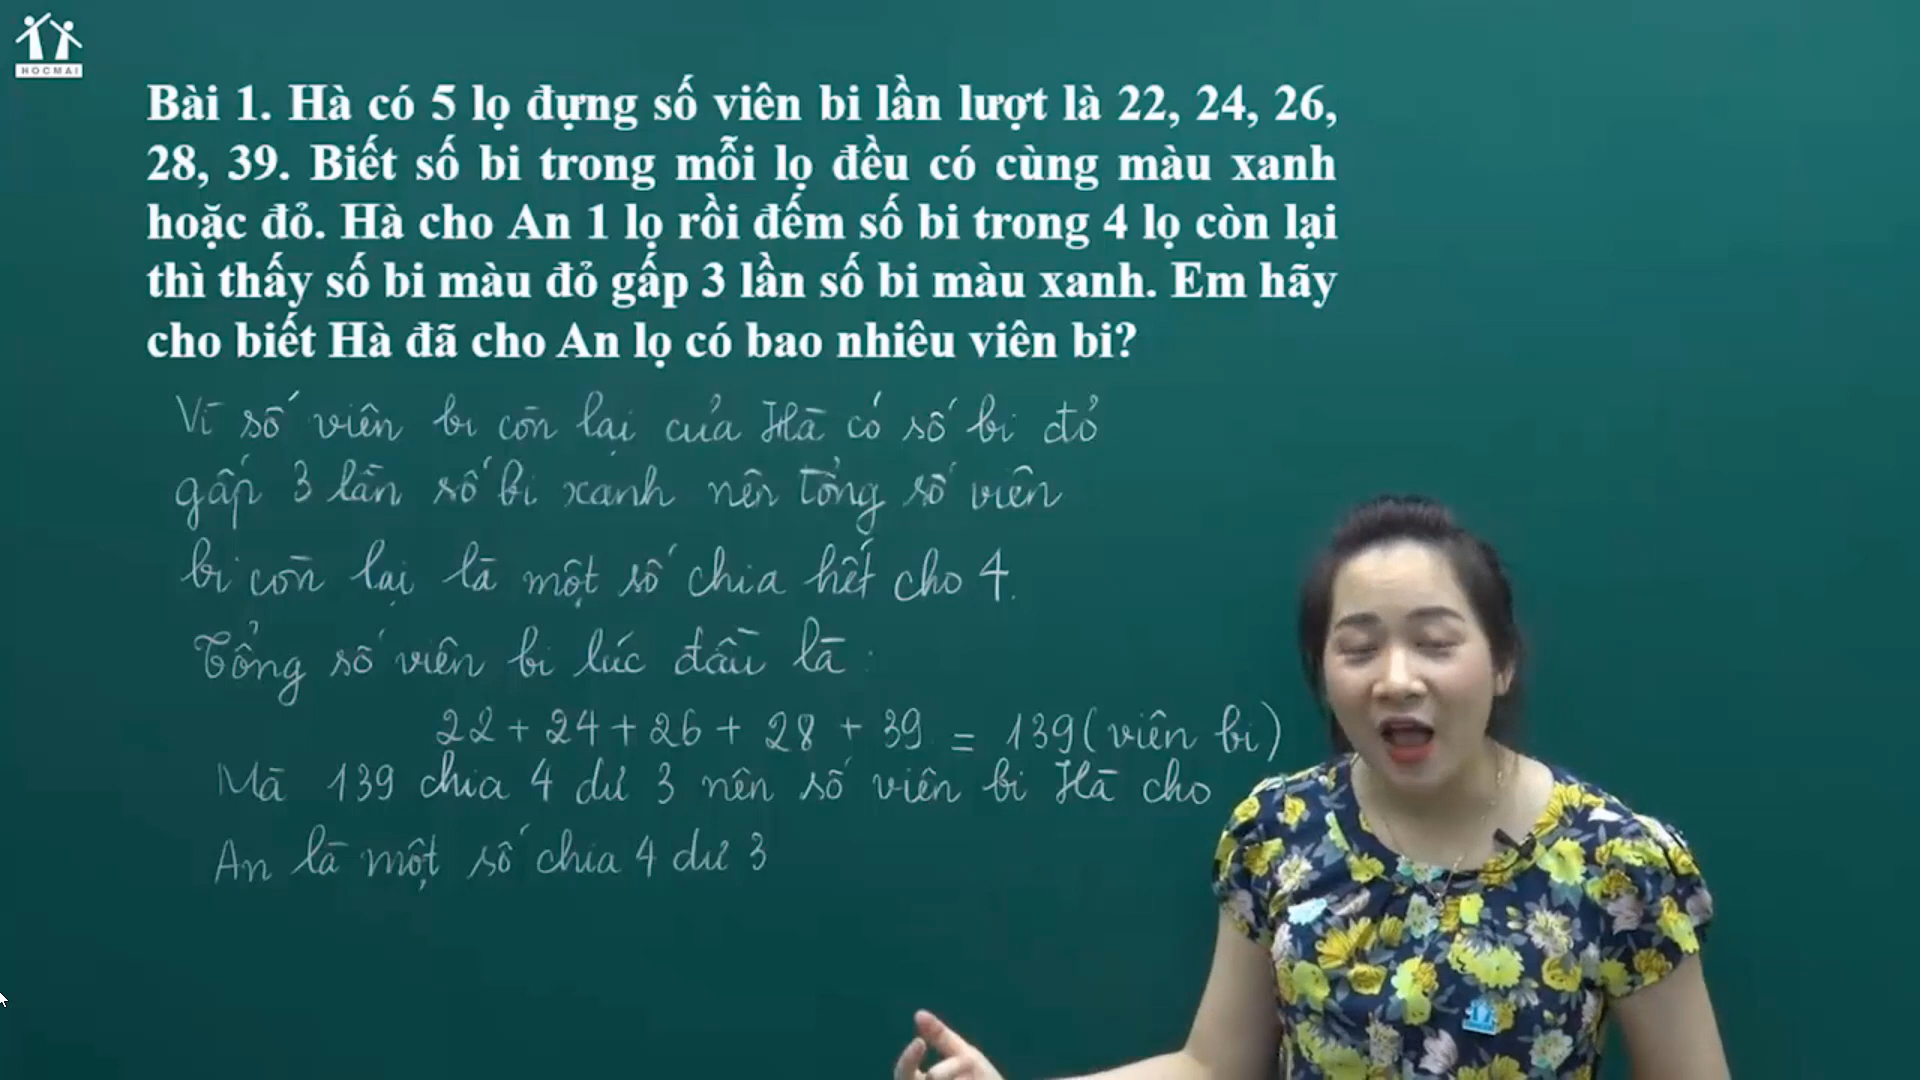 HOCMAI
Bài 1. Hà có 5 lọ đựng số viên bi lần lượt là 22, 24, 26,
28, 39. Biết số bi trong mỗi lọ đều có cùng màu xanh
hoặc đỏ. Hà cho An 1 lọ rồi đếm số bi trong 4 lọ còn lại
thì thấy số bi màu đỏ gấp 3 lần số bi màu xanh. Em hãy
cho biết Hà đã cho An lọ có bao nhiêu viên bi?
Vì số viên bi còn lại của Hà có số bi đỏ
gấp 3 lần số bi xanh nên tổng số viên
bi còn lại là một số chia hết cho 4.
Tổng số viên bi lúc đầu là :
22 + 24 + 26 + 28 + 39 = 139 (viên bi)
Mà 139 chia 4 dư 3 nên số viên bi Hà cho
An là một số chia 4 dư 3